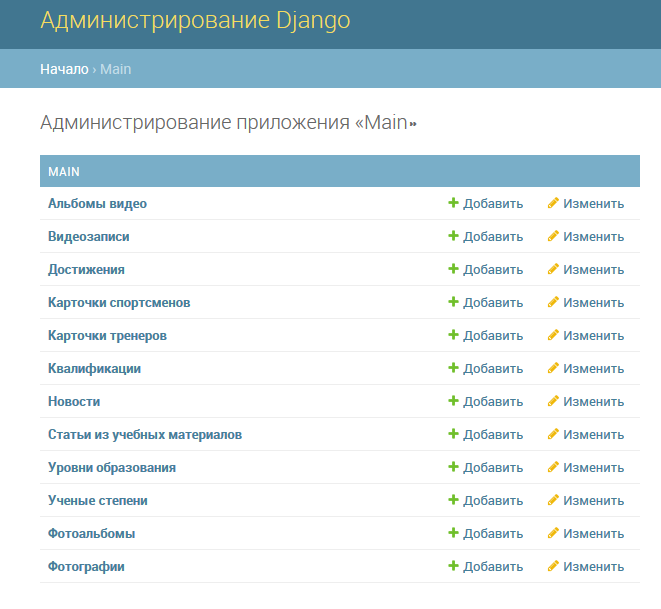 Администрирование Django
Начало › Main
Администрирование приложения «Main»
MAIN
Альбомы видео Добавить Изменить
Видеозаписи Добавить Изменить
Достижения Добавить Изменить
Карточки спортсменов Добавить Изменить
Карточки тренеров Добавить Изменить
Квалификации Добавить Изменить
Новости Добавить Изменить
Статьи из учебных материалов Добавить Изменить
Уровни образования Добавить Изменить
Ученые степени Добавить Изменить
Фотоальбомы Добавить Изменить
Фотографии Добавить Изменить